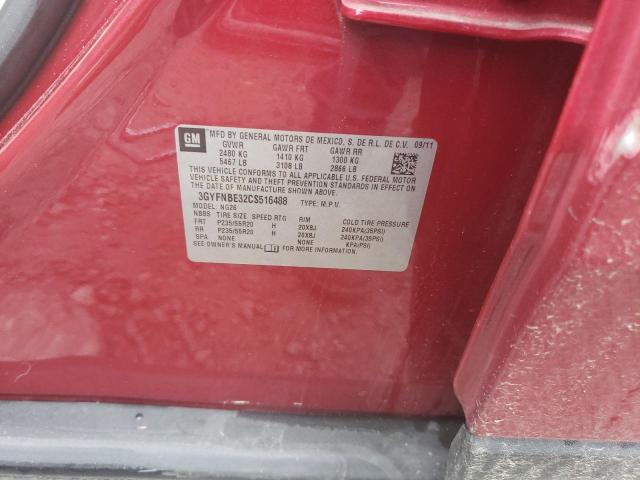 GM MFD BY GENERAL MOTORS DE MEXICO, S. DE R.L. DE C.V. 09/11
GVWR GAWR FRT GAWR RR
2480 KG 1410 KG 1300 KG
5467 LB 3108 LB 2866 LB
THIS VEHICLE CONFORMS TO ALL APPLICABLE U.S. FEDERAL MOTOR
VEHICLE SAFETY AND THEFT PREVENTION STANDARDS IN EFFECT ON THE
DATE OF MANUFACTURE SHOWN ABOVE.
3GYFNBE32CS516488 TYPE: M.P.V.
MODEL: NG26
NBBS TIRE SIZE SPEED RTG RIM COLD TIRE PRESSURE
FRT P235/55R20 H 20X8J 240KPA(35PSI)
RR P235/55R20 H 20X8J 240KPA(35PSI)
SPA NONE NONE KPA(PSI)
SEE OWNER'S MANUAL FOR MORE INFORMATION.